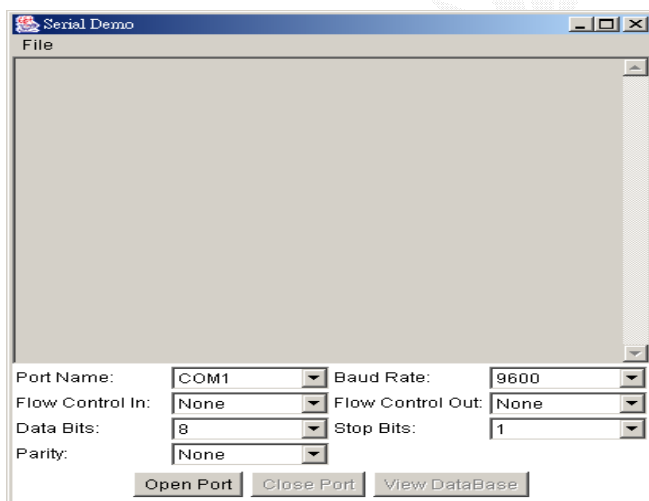 Serial Demo
File
Port Name: COM1 Baud Rate: 9600
Flow Control In: None Flow Control Out: None
Data Bits: 8 Stop Bits: 1
Parity: None
Open Port Close Port View DataBase